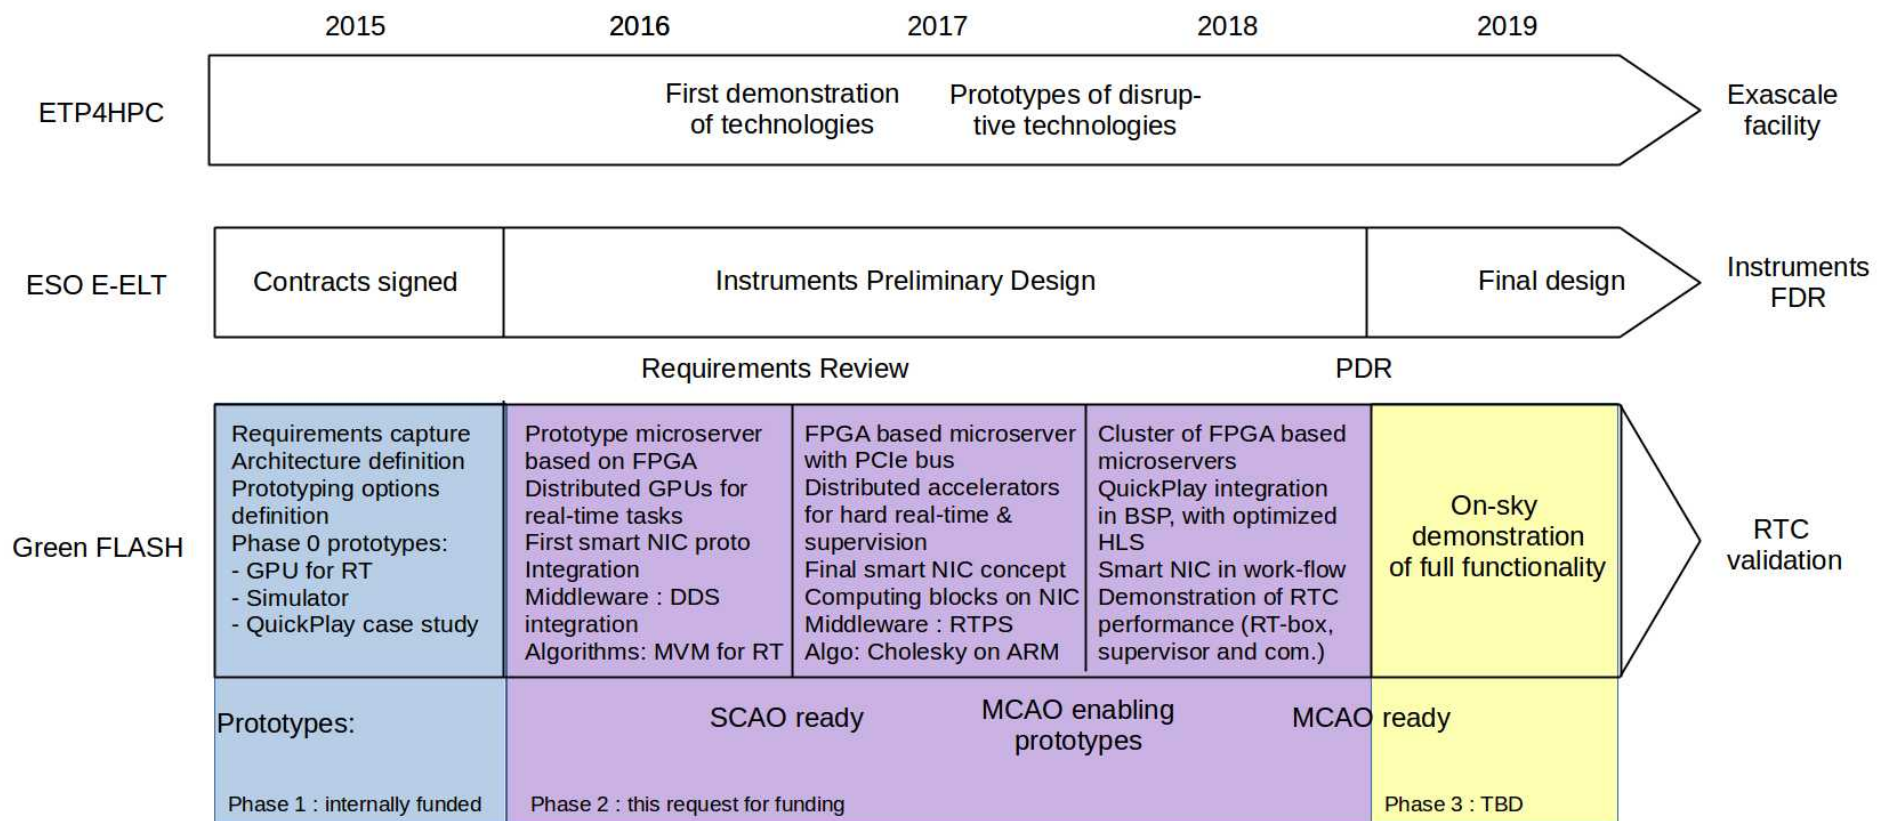 2015 2016 2017 2018 2019
ETP4HPC
First demonstration
of technologies
Prototypes of disrup-
tive technologies
Exascale
facility
ESO E-ELT
Contracts signed
Instruments Preliminary Design
Final design
Instruments
FDR
Requirements Review
PDR
Green FLASH
Requirements capture
Architecture definition
Prototyping options
definition
Phase 0 prototypes:
- GPU for RT
- Simulator
- QuickPlay case study
Prototype microserver
based on FPGA
Distributed GPUs for
real-time tasks
First smart NIC proto
Integration
Middleware : DDS
integration
Algorithms: MVM for RT
FPGA based microserver
with PCIe bus
Distributed accelerators
for hard real-time &
supervision
Final smart NIC concept
Computing blocks on NIC
Middleware : RTPS
Algo: Cholesky on ARM
Cluster of FPGA based
microservers
QuickPlay integration
in BSP, with optimized
HLS
Smart NIC in work-flow
Demonstration of RTC
performance (RT-box,
supervisor and com.)
On-sky
demonstration
of full functionality
RTC
validation
Prototypes:
SCAO ready
MCAO enabling
prototypes
MCAO ready
Phase 1 : internally funded
Phase 2 : this request for funding
Phase 3 : TBD